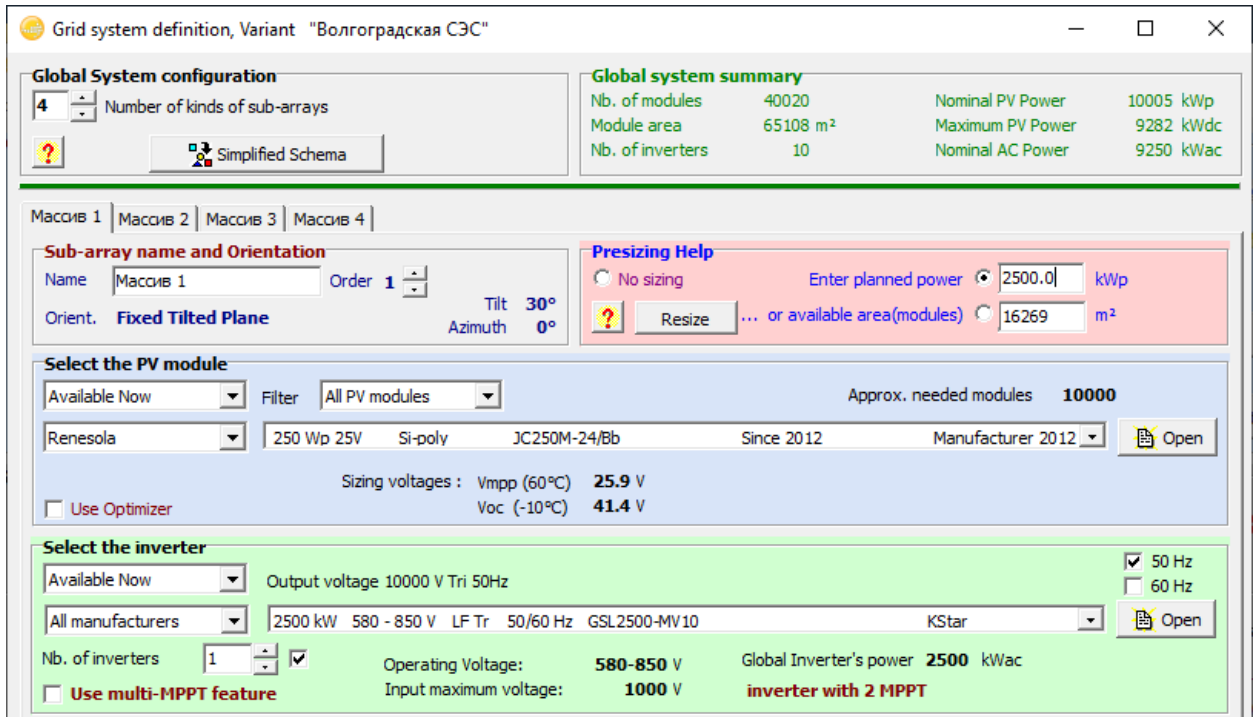 Grid system definition, Variant "Волгоградская СЭС"
Global System configuration
4 Number of kinds of sub-arrays
? Simplified Schema
Global system summary
Nb. of modules 40020 Nominal PV Power 10005 kWp
Module area 65108 m² Maximum PV Power 9282 kWdc
Nb. of inverters 10 Nominal AC Power 9250 kWac
Массив 1 Массив 2 Массив 3 Массив 4
Sub-array name and Orientation
Name Массив 1 Order 1
Tilt 30°
Orient. Fixed Tilted Plane
Azimuth 0°
Presizing Help
No sizing Enter planned power 2500.0 kWp
? Resize ... or available area(modules) 16269 m²
Select the PV module
Available Now Filter All PV modules Approx. needed modules 10000
Renesola 250 Wp 25V Si-poly JC250M-24/Bb Since 2012 Manufacturer 2012 Open
Sizing voltages : Vmpp (60°C) 25.9 V
Use Optimizer Voc (-10°C) 41.4 V
Select the inverter
Available Now Output voltage 10000 V Tri 50Hz
50 Hz
60 Hz
All manufacturers 2500 kW 580 - 850 V LF Tr 50/60 Hz GSL2500-MV10 KStar Open
Nb. of inverters 1 Operating Voltage: 580-850 V Global Inverter's power 2500 kWac
Use multi-MPPT feature Input maximum voltage: 1000 V inverter with 2 MPPT